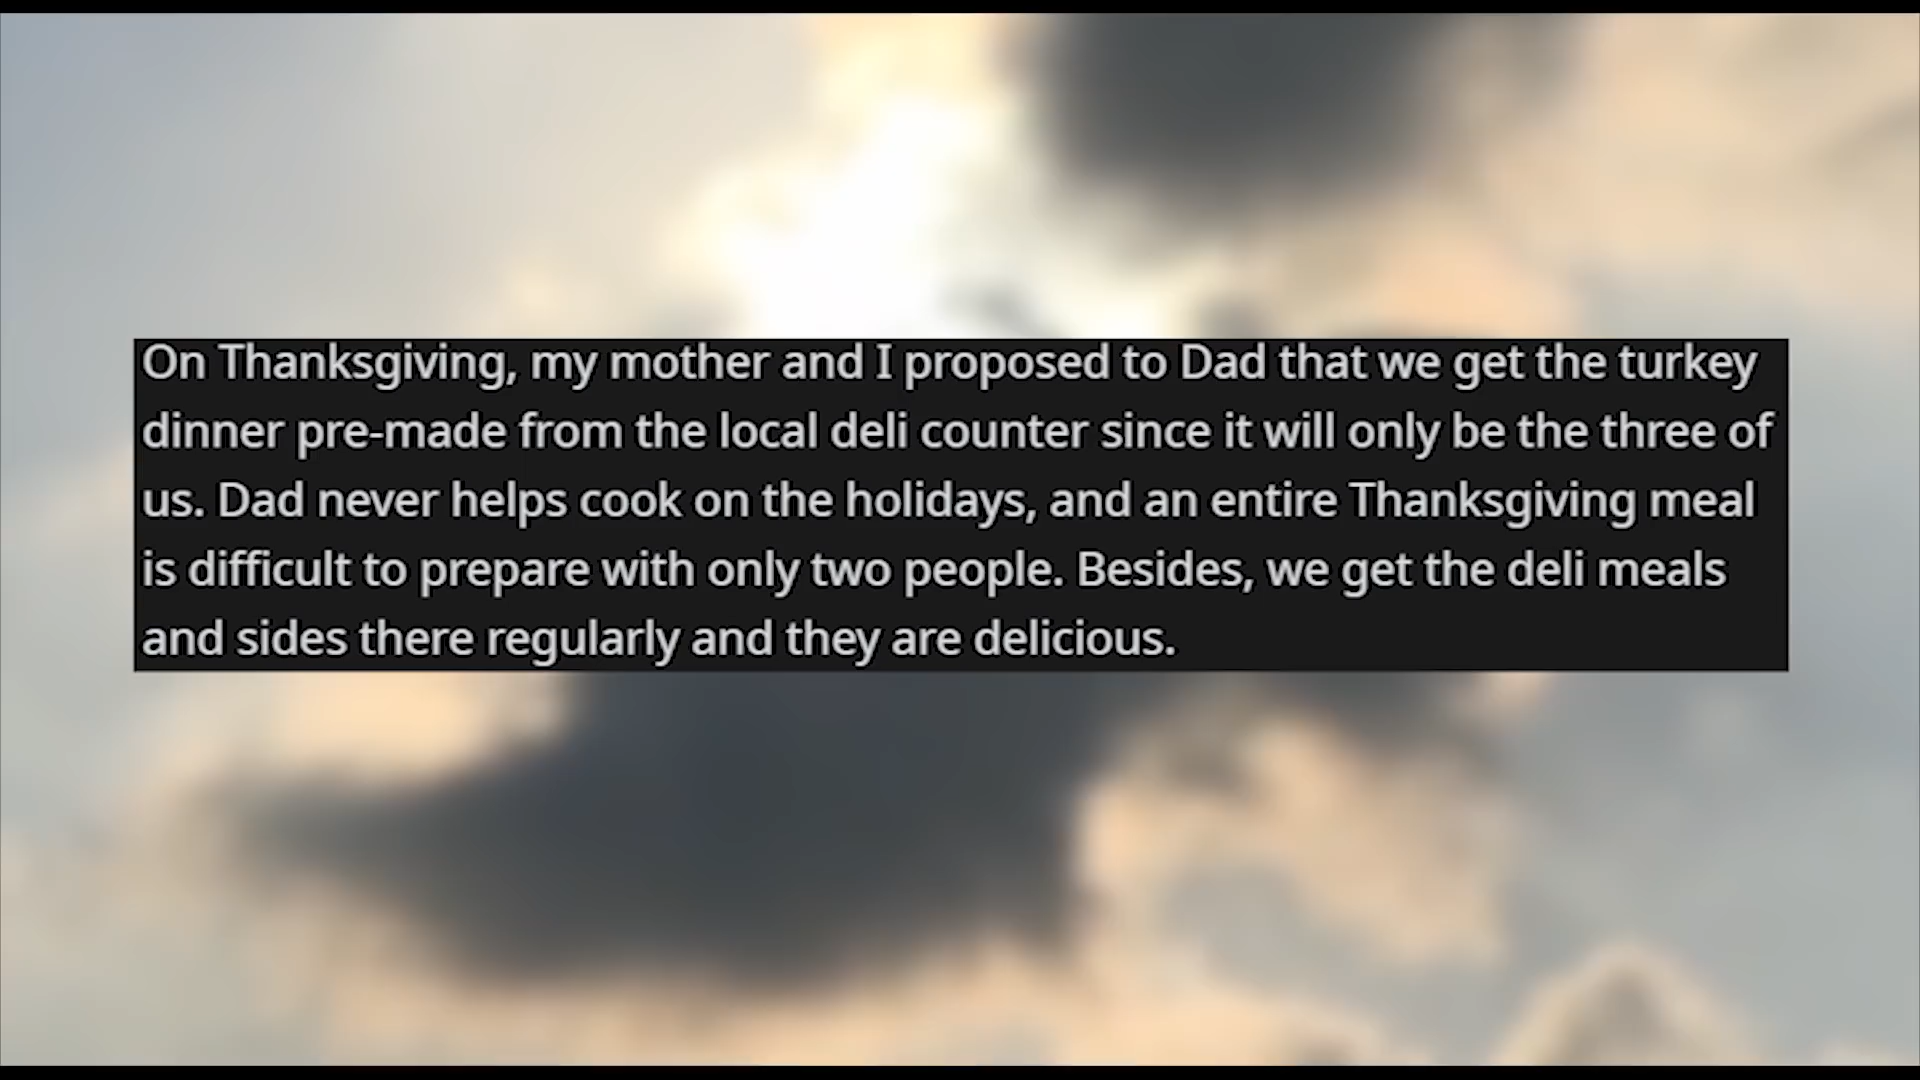 On Thanksgiving, my mother and I proposed to Dad that we get the turkey
dinner pre-made from the local deli counter since it will only be the three of
us. Dad never helps cook on the holidays, and an entire Thanksgiving meal
is difficult to prepare with only two people. Besides, we get the deli meals
and sides there regularly and they are delicious.